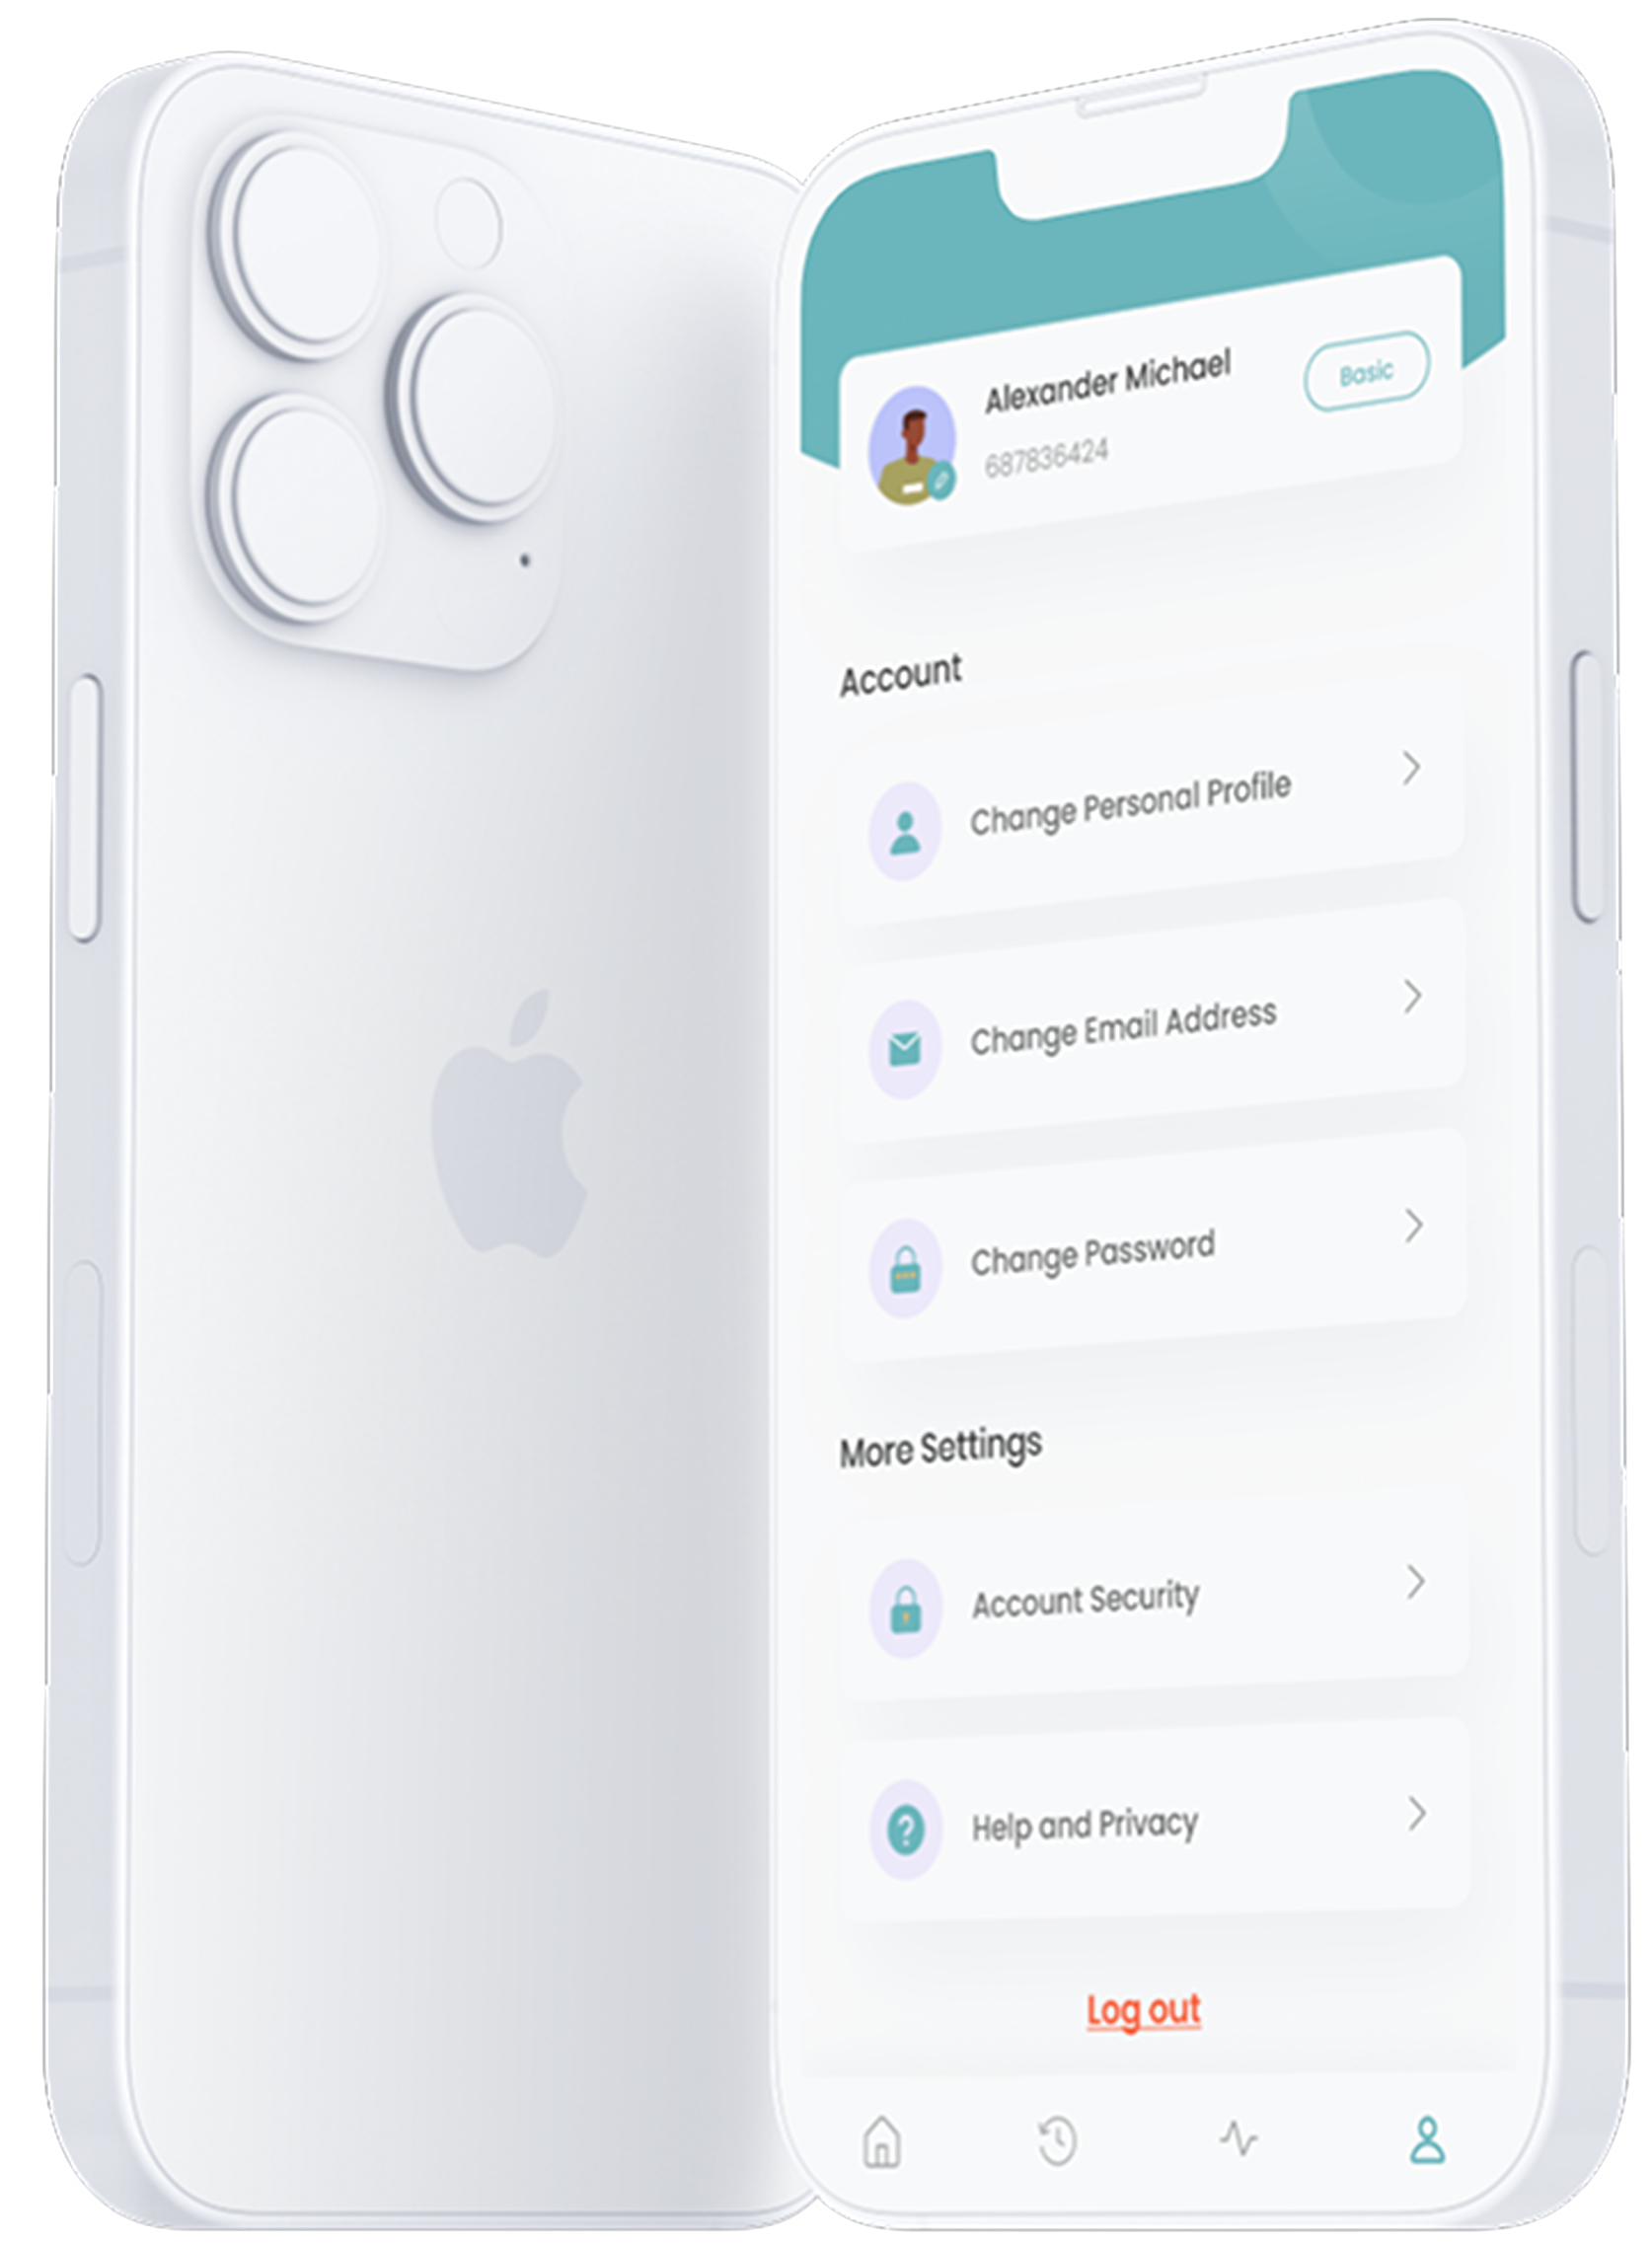 Alexander Michael
Basic
687836424
Account
Change Personal Profile
Change Email Address
Change Password
More Settings
Account Security
Help and Privacy
Log out